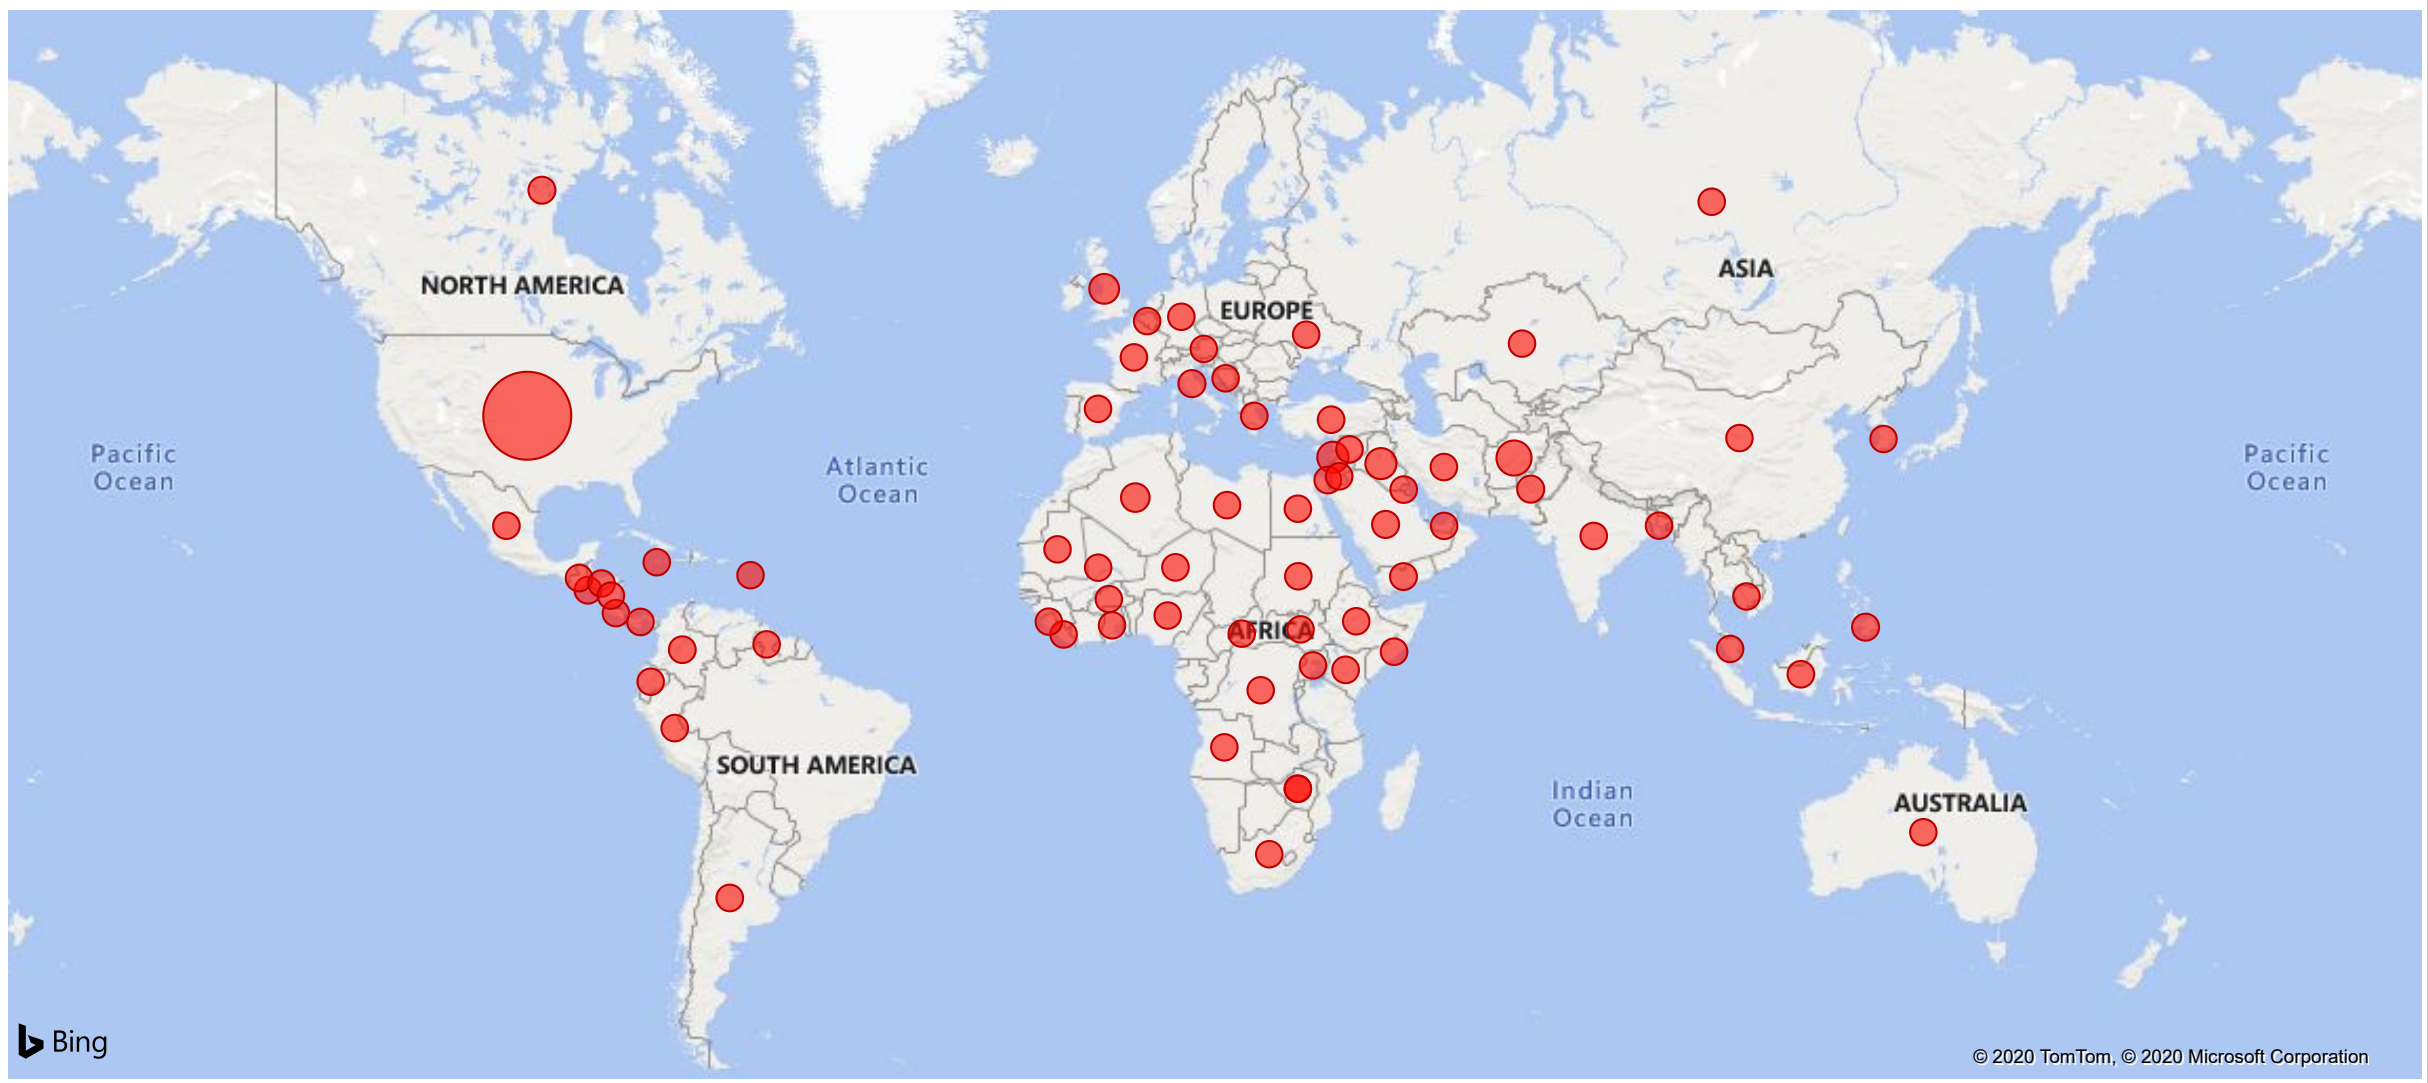 NORTH AMERICA
ASIA
EUROPE
Pacific
Ocean
Atlantic
Ocean
Pacific
Ocean
AFRICA
SOUTH AMERICA
Indian
Ocean
AUSTRALIA
Bing
© 2020 TomTom, © 2020 Microsoft Corporation